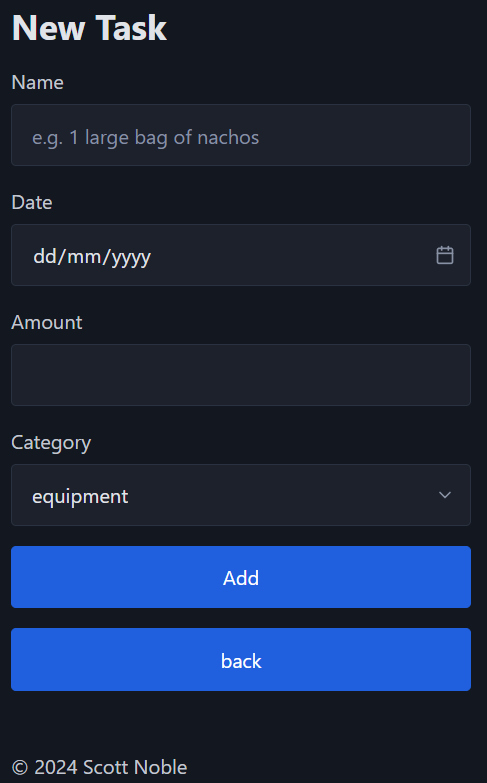 New Task
Name
e.g. 1 large bag of nachos
Date
dd/mm/yyyy
Amount
Category
equipment
Add
back
© 2024 Scott Noble